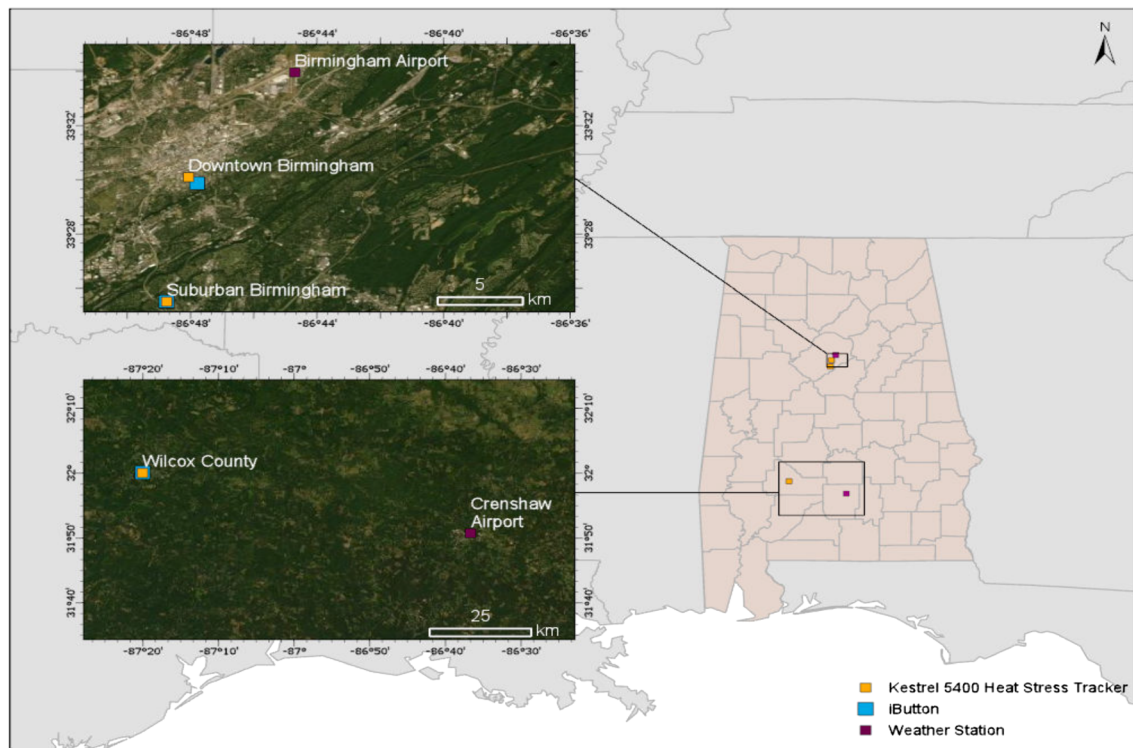 N
-86°48'
-86°44'
-86°40'
-86°36'
Birmingham Airport
33°32'
33°32'
Downtown Birmingham
33°28'
33°28'
Suburban Birmingham
5
km
-86°48'
-86°44'
-86°40'
-86°36'
-87°20'
-87°10'
-87°
-86°50'
-86°40'
-86°30'
32°10'
32°10'
Wilcox County
32°
32°
Crenshaw
Airport
31°50'
31°50'
25
km
31°40'
31°40'
-87°20'
-87°10'
-87°
-86°50'
-86°40'
-86°30'
Kestrel 5400 Heat Stress Tracker
iButton
Weather Station